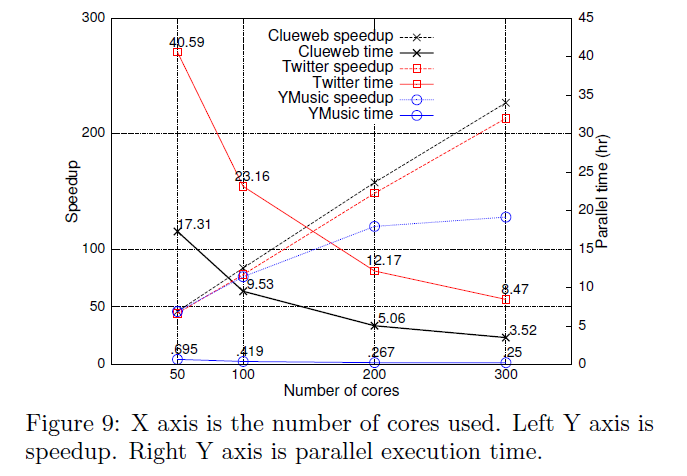 300
200
100
50
0
Speedup
45
40
35
30
25
20
15
10
5
0
Parallel time (hr)
Clueweb speedup
Clueweb time
Twitter speedup
Twitter time
YMusic speedup
YMusic time
40.59
23.16
12.17
8.47
17.31
9.53
5.06
3.52
.695
.419
.267
.25
50 100 200 300
Number of cores
Figure 9: X axis is the number of cores used. Left Y axis is
speedup. Right Y axis is parallel execution time.